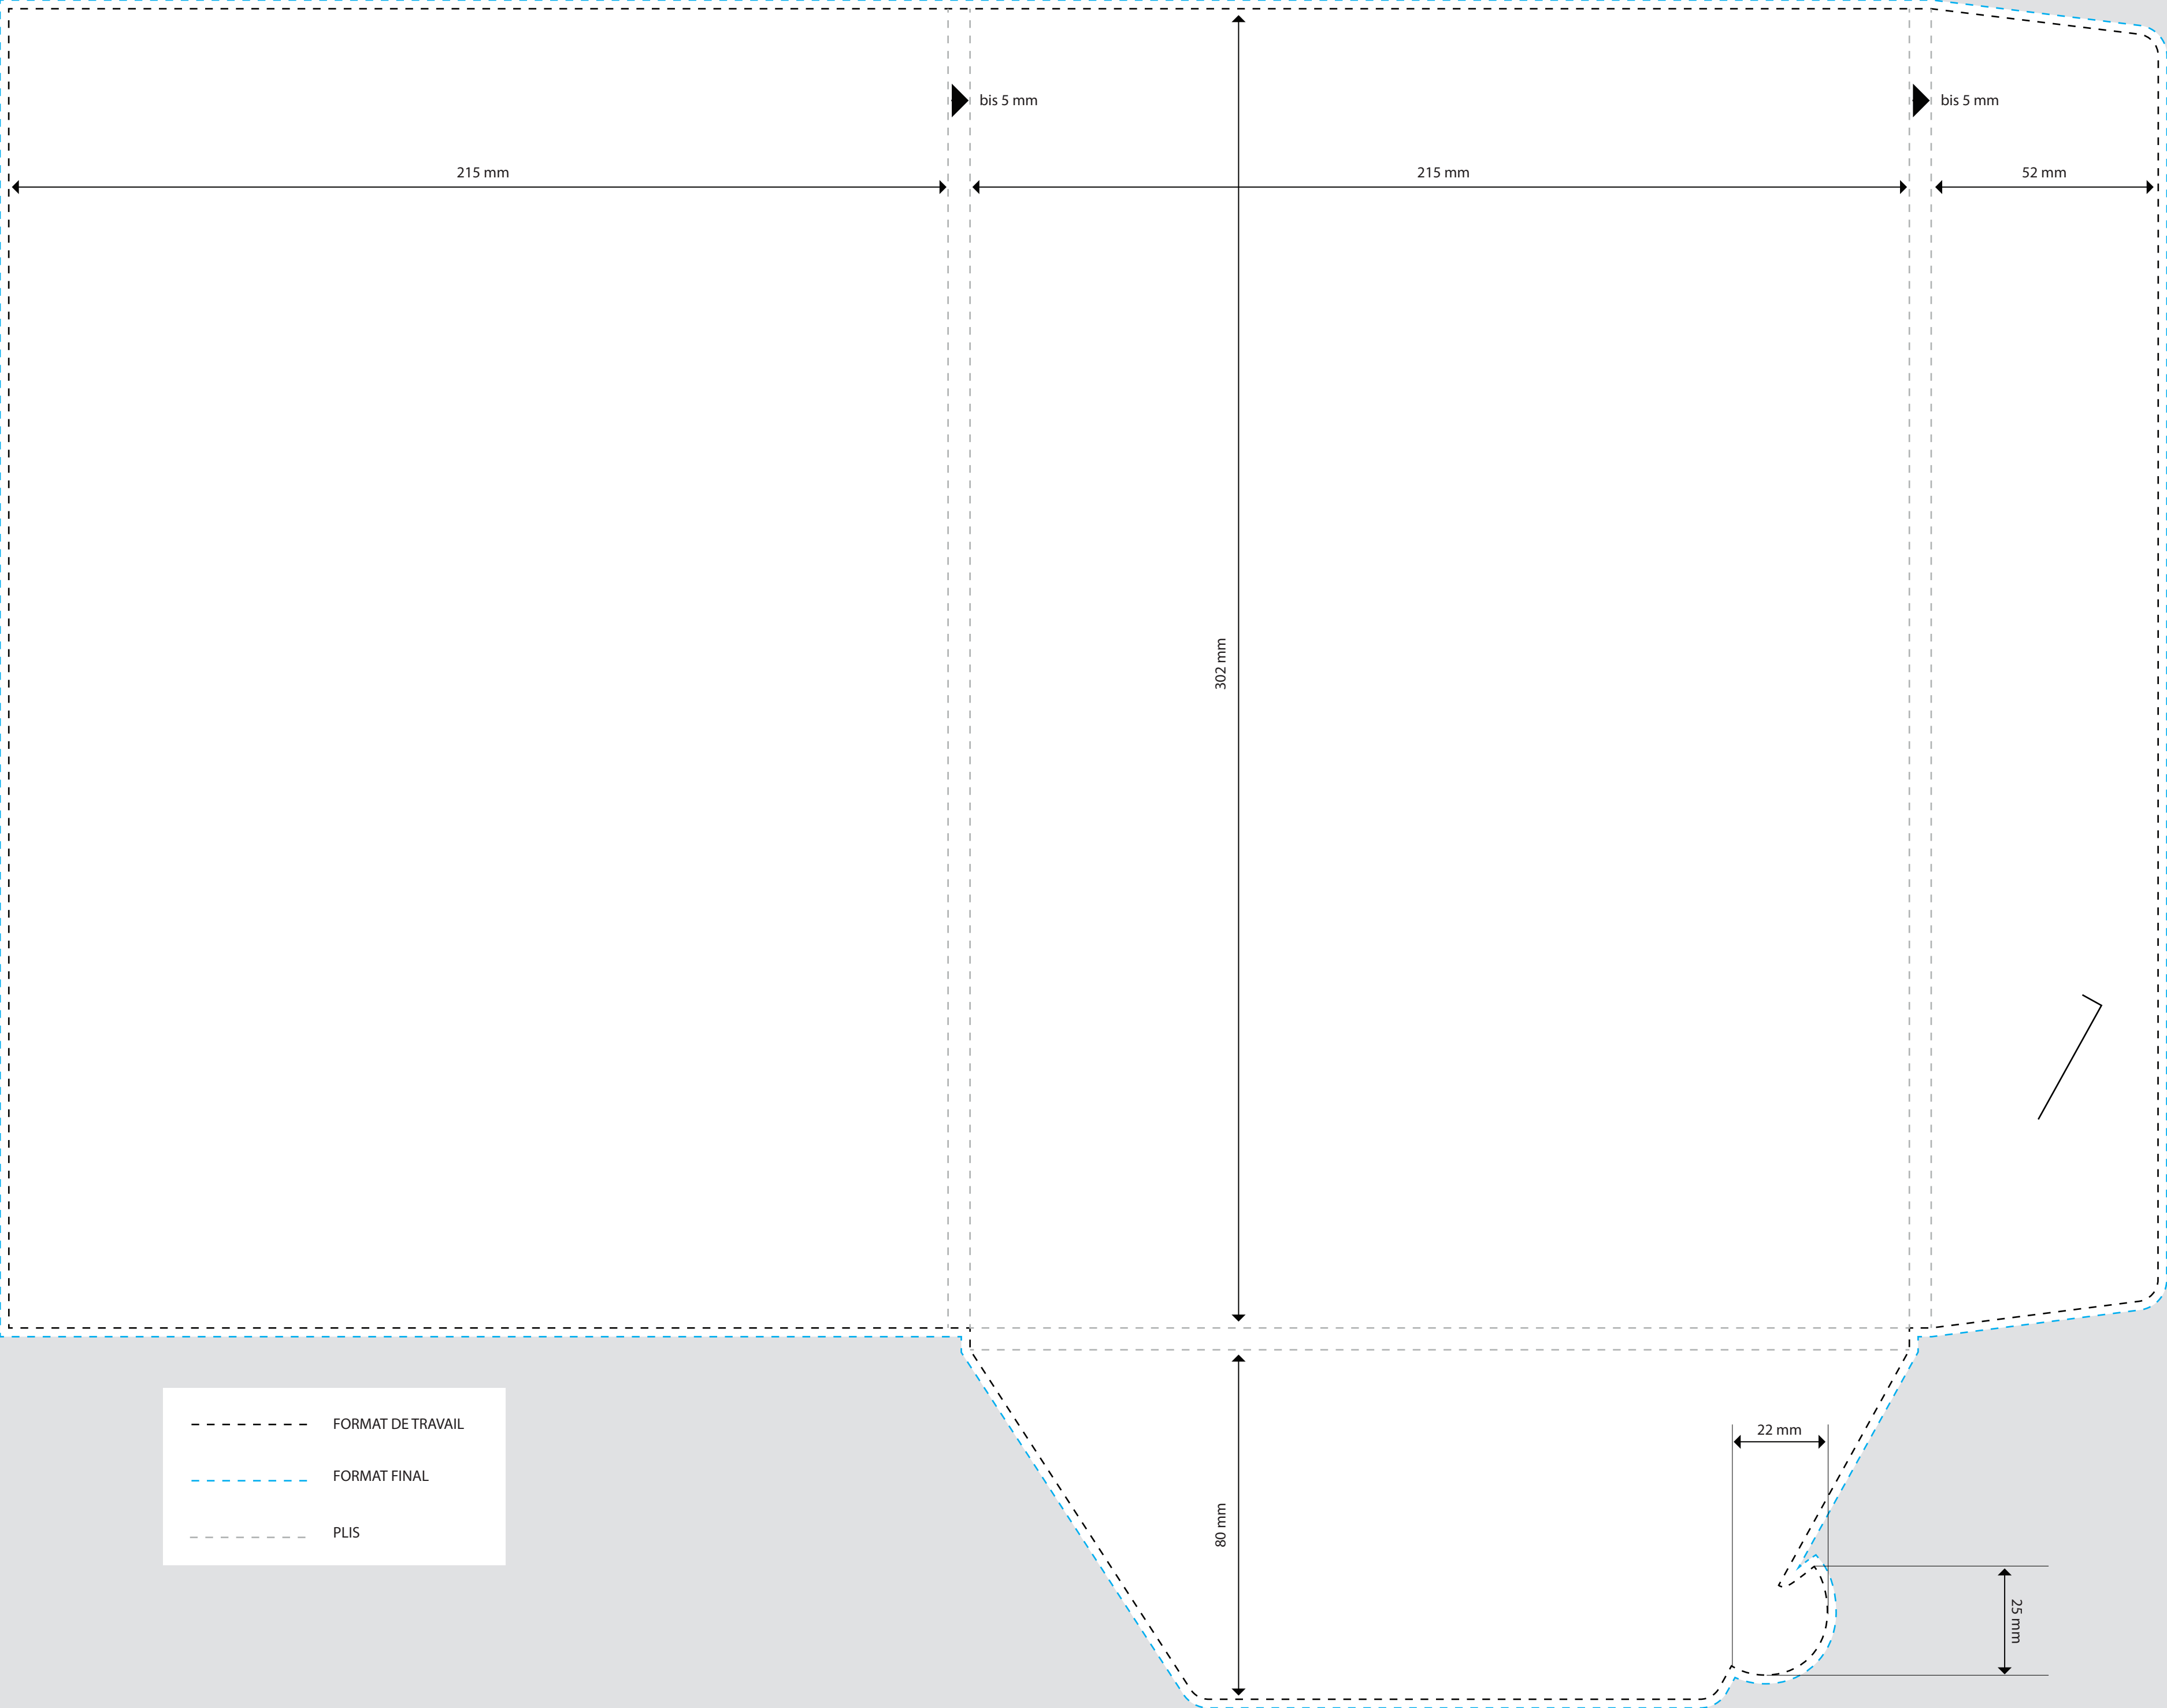 bis 5 mm
bis 5 mm
215 mm
215 mm
52 mm
302 mm
FORMAT DE TRAVAIL
FORMAT FINAL
PLIS
22 mm
80 mm
25 mm